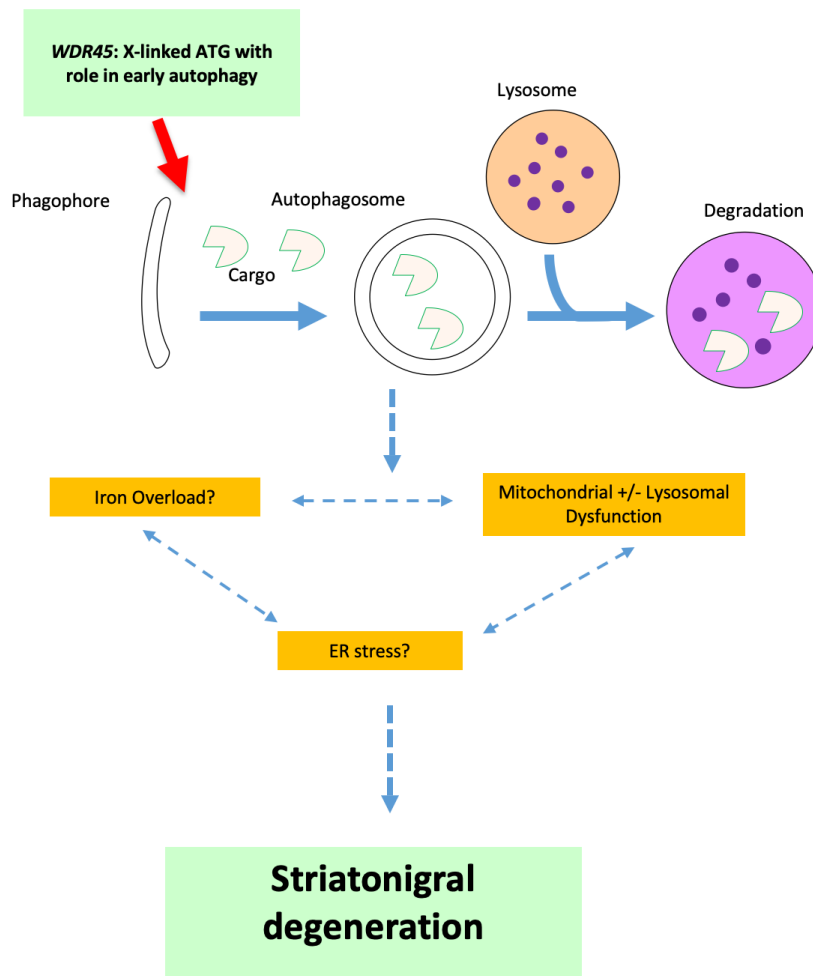 WDR45: X-linked ATG with
role in early autophagy
Lysosome
Phagophore
Autophagosome
Cargo
Degradation
Iron Overload?
Mitochondrial +/- Lysosomal
Dysfunction
ER stress?
Striatonigral
degeneration